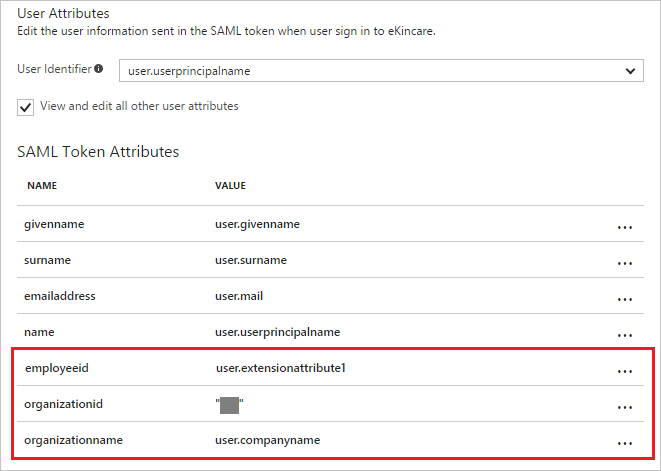 User Attributes
Edit the user information sent in the SAML token when user sign in to eKincare.
User Identifier
user.userprincipalname
View and edit all other user attributes
SAML Token Attributes
NAME VALUE
givenname user.givenname ...
surname user.surname ...
emailaddress user.mail ...
name user.userprincipalname ...
employeeid user.extensionattribute1 ...
organizationid " " ...
organizationname user.companyname ...